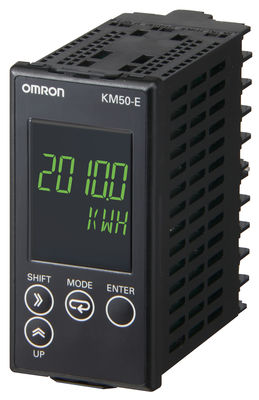 OMRON
KM50-E
2010.0
KWH
SHIFT MODE ENTER
UP